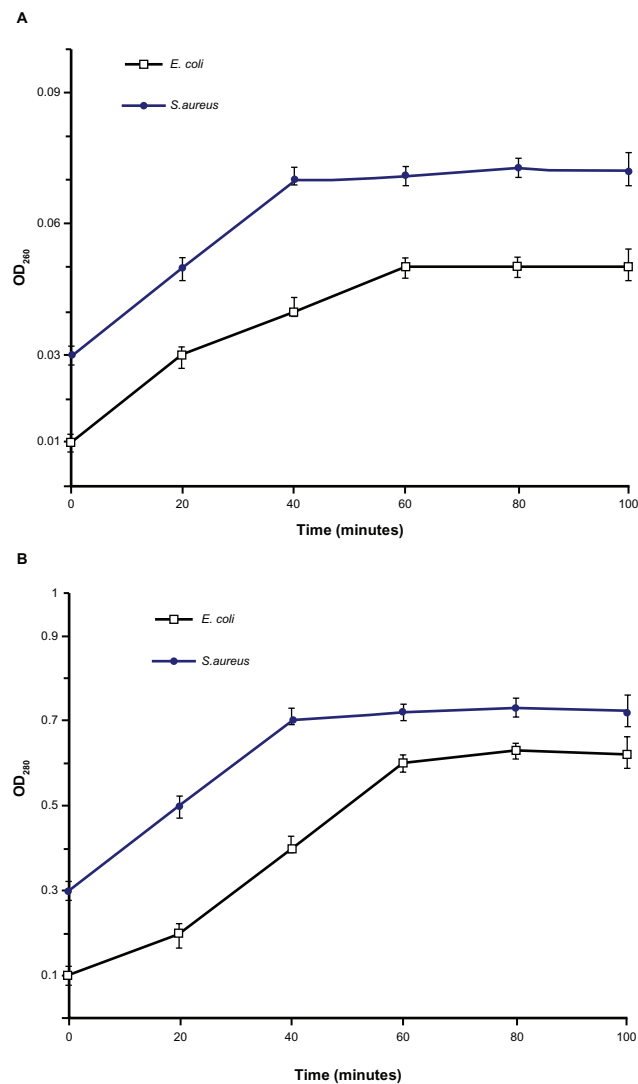 A
E. coli
S.aureus
0.09
0.06
0.03
0.01
OD260
0 20 40 60 80 100
Time (minutes)
B
E. coli
S.aureus
1
0.9
0.7
0.5
0.3
0.1
OD280
0 20 40 60 80 100
Time (minutes)